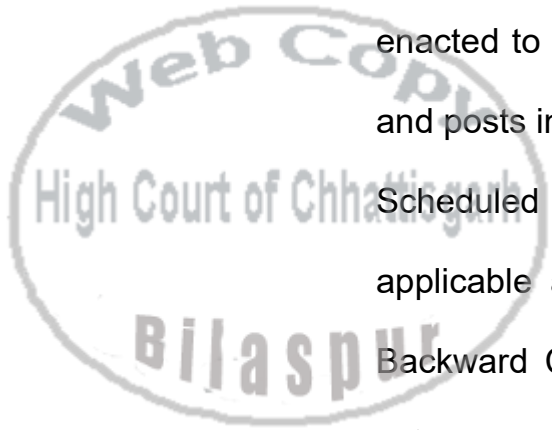 Web Copy
enacted to
and posts in
High Court of Chhattisgarh
Scheduled
applicable
Bilaspur
Backward